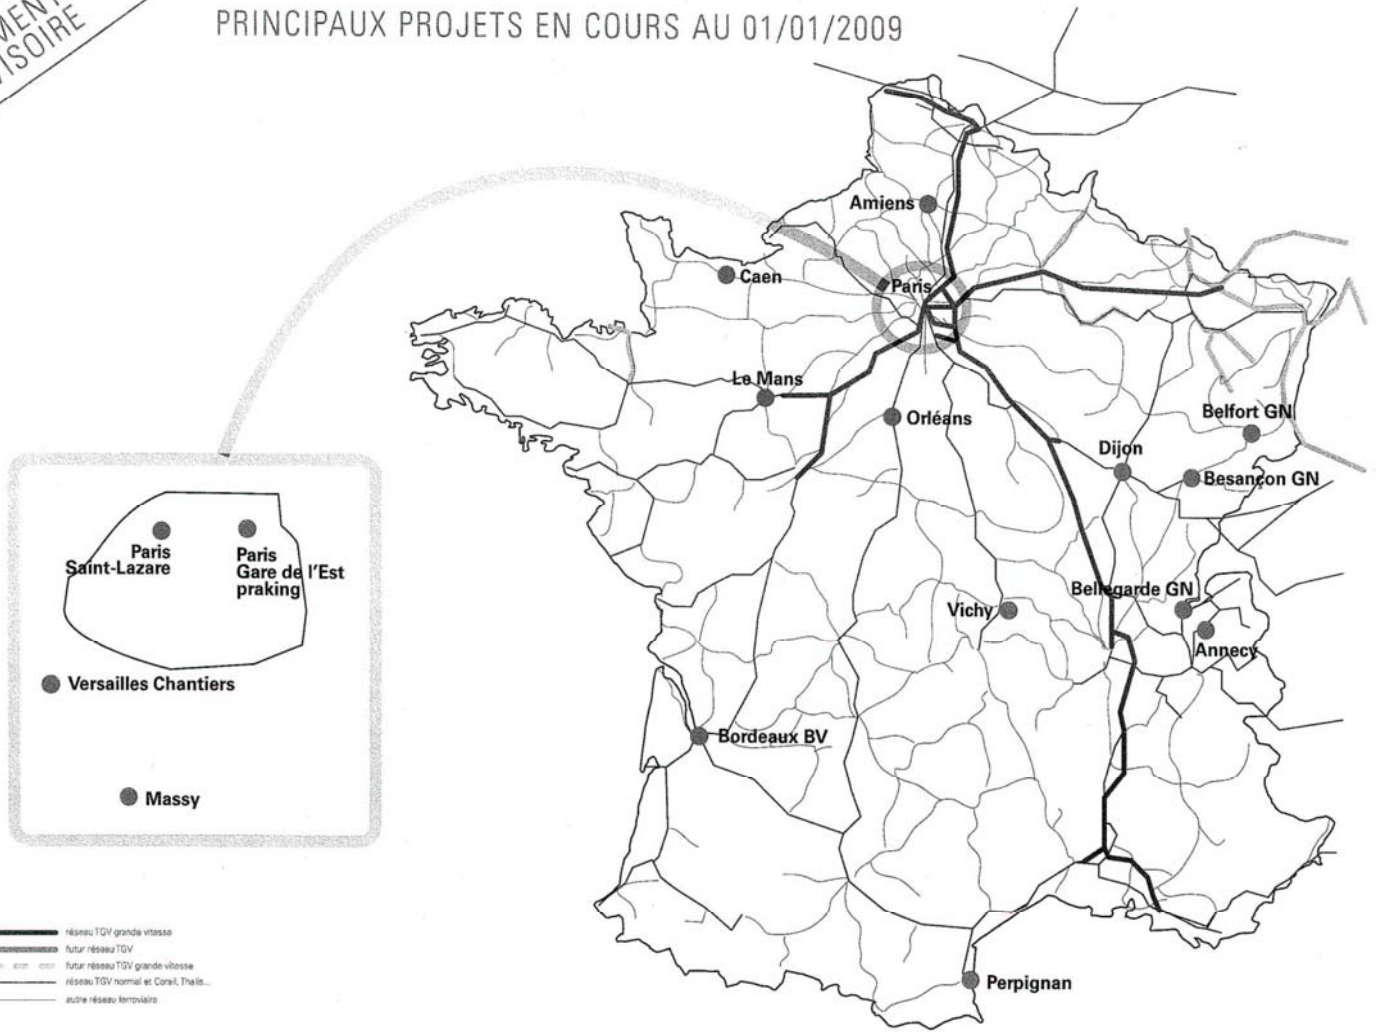 PRINCIPAUX PROJETS EN COURS AU 01/01/2009
Amiens
Caen
Paris
Le Mans
Orléans
Belfort GN
Dijon
Besançon GN
Paris
Saint-Lazare
Paris
Gare de l'Est
praking
Bellegarde GN
Vichy
Annecy
Versailles Chantiers
Bordeaux BV
Massy
Perpignan
réseau TGV grande vitesse
futur réseau TGV
futur réseau TGV grande vitesse
réseau TGV normal et Corail, Thalis...
autre réseau ferroviaire